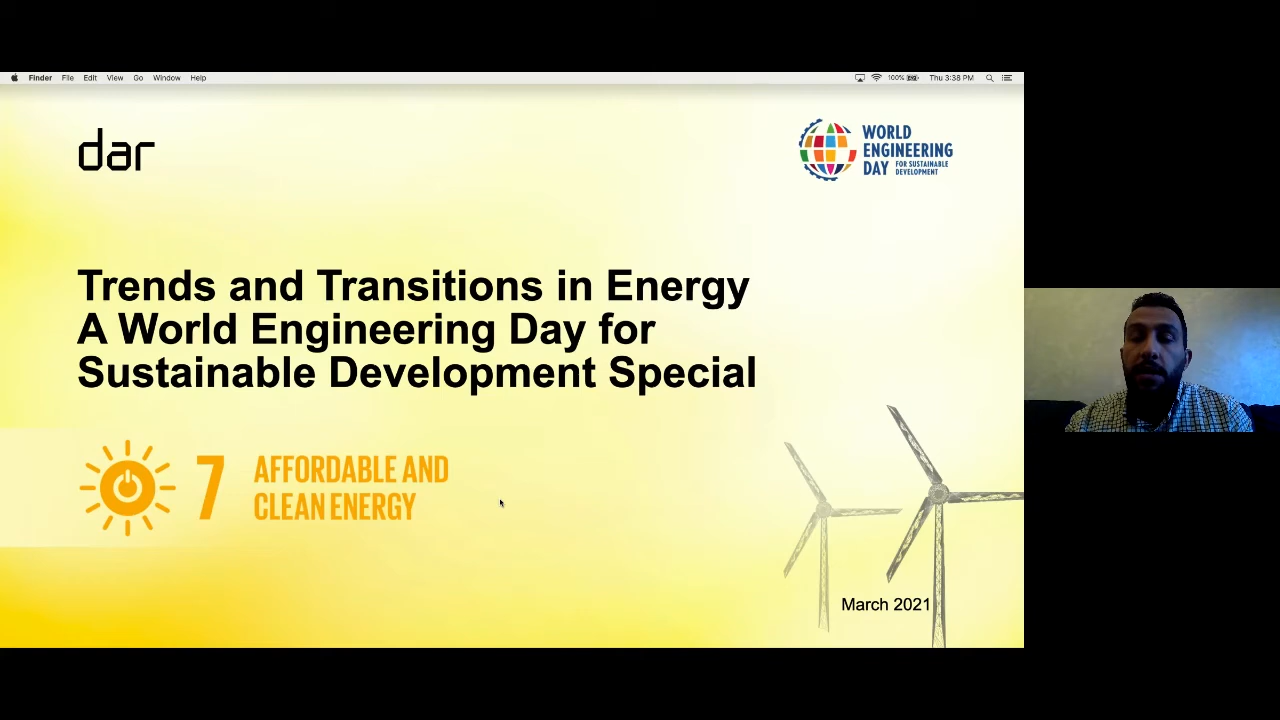 Finder File Edit View Go Window Help
100% Thu 3:38 PM
dar
WORLD
ENGINEERING
DAY FOR SUSTAINABLE
DEVELOPMENT
Trends and Transitions in Energy
A World Engineering Day for
Sustainable Development Special
7 AFFORDABLE AND
CLEAN ENERGY
March 2021